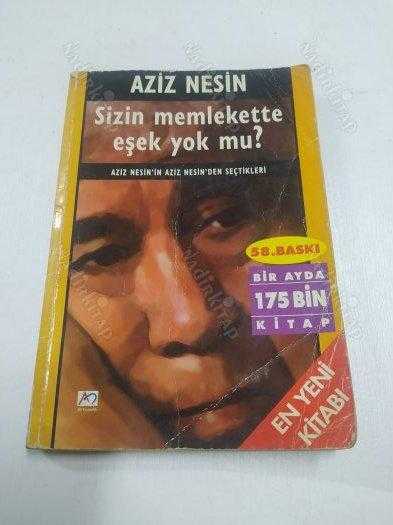 AZİZ NESİN
Sizin memlekette
eşek yok mu?
AZİZ NESİN'İN AZİZ NESİN'DEN SEÇTİKLERİ
58.BASKI
BİR AYDA
175 BİN
KİTAP
EN YENİ
KİTABI
Nadirkitap